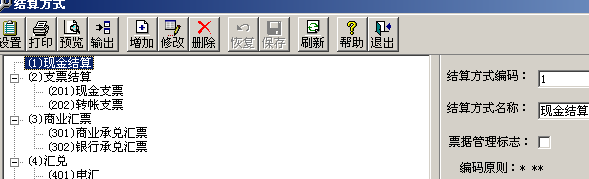 结算方式
设置 打印 预览 输出 增加 修改 删除 恢复 保存 刷新 帮助 退出
(1)现金结算
(2)支票结算
(201)现金支票
(202)转帐支票
(3)商业汇票
(301)商业承兑汇票
(302)银行承兑汇票
(4)汇兑
(401)电汇
结算方式编码： 1
结算方式名称： 现金结算
票据管理标志：
编码原则：* **